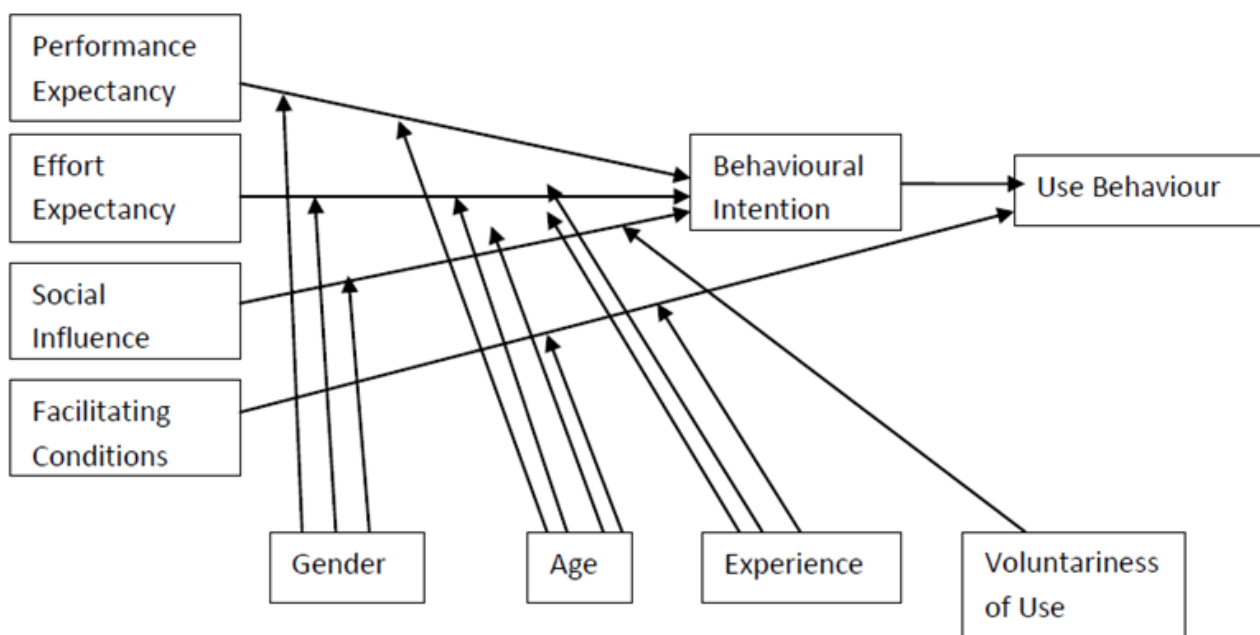 Performance
Expectancy
Effort
Expectancy
Social
Influence
Facilitating
Conditions
Behavioural
Intention
Use Behaviour
Gender
Age
Experience
Voluntariness
of Use